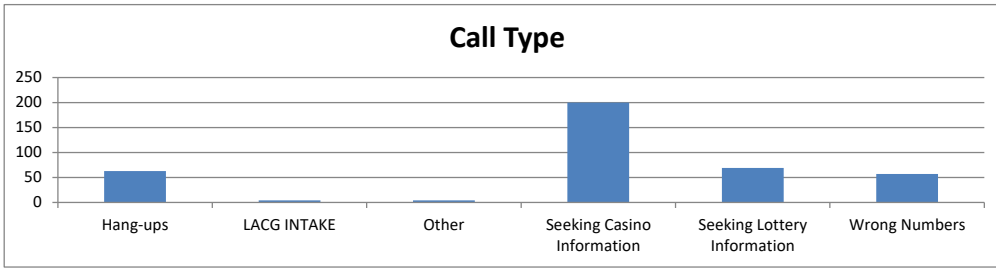 Call Type
250
200
150
100
50
0
Hang-ups
LACG INTAKE
Other
Seeking Casino
Information
Seeking Lottery
Information
Wrong Numbers